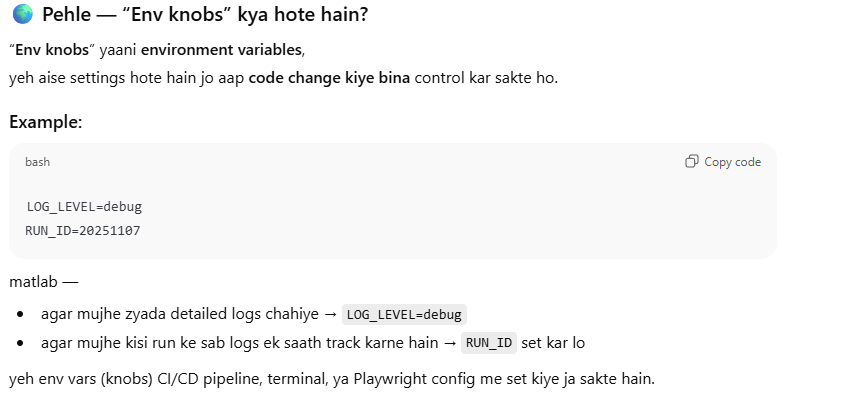 🌍 Pehle — “Env knobs” kya hote hain?
“Env knobs” yaani environment variables,
yeh aise settings hote hain jo aap code change kiye bina control kar sakte ho.
Example:
bash
Copy code
LOG_LEVEL=debug
RUN_ID=20251107
matlab —
• agar mujhe zyada detailed logs chahiye → LOG_LEVEL=debug
• agar mujhe kisi run ke sab logs ek saath track karne hain → RUN_ID set kar lo
yeh env vars (knobs) CI/CD pipeline, terminal, ya Playwright config me set kiye ja sakte hain.